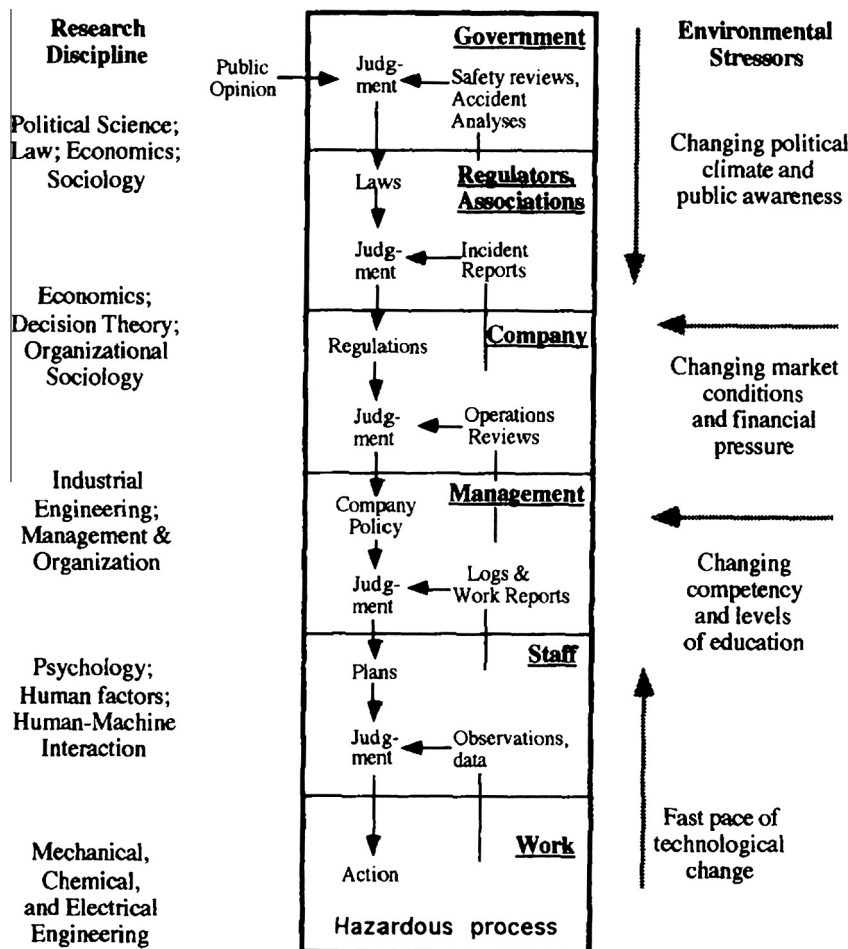 Research
Discipline
Political Science;
Law; Economics;
Sociology
Economics;
Decision Theory;
Organizational
Sociology
Industrial
Engineering;
Management &
Organization
Psychology;
Human factors;
Human-Machine
Interaction
Mechanical,
Chemical,
and Electrical
Engineering
Public
Opinion
Government
Judg-
ment
Safety reviews,
Accident
Analyses
Regulators,
Associations
Laws
Judg-
ment
Incident
Reports
Company
Regulations
Judg-
ment
Operations
Reviews
Management
Company
Policy
Judg-
ment
Logs &
Work Reports
Staff
Plans
Judg-
ment
Observations,
data
Work
Action
Hazardous process
Environmental
Stressors
Changing political
climate and
public awareness
Changing market
conditions
and financial
pressure
Changing
competency
and levels
of education
Fast pace of
technological
change